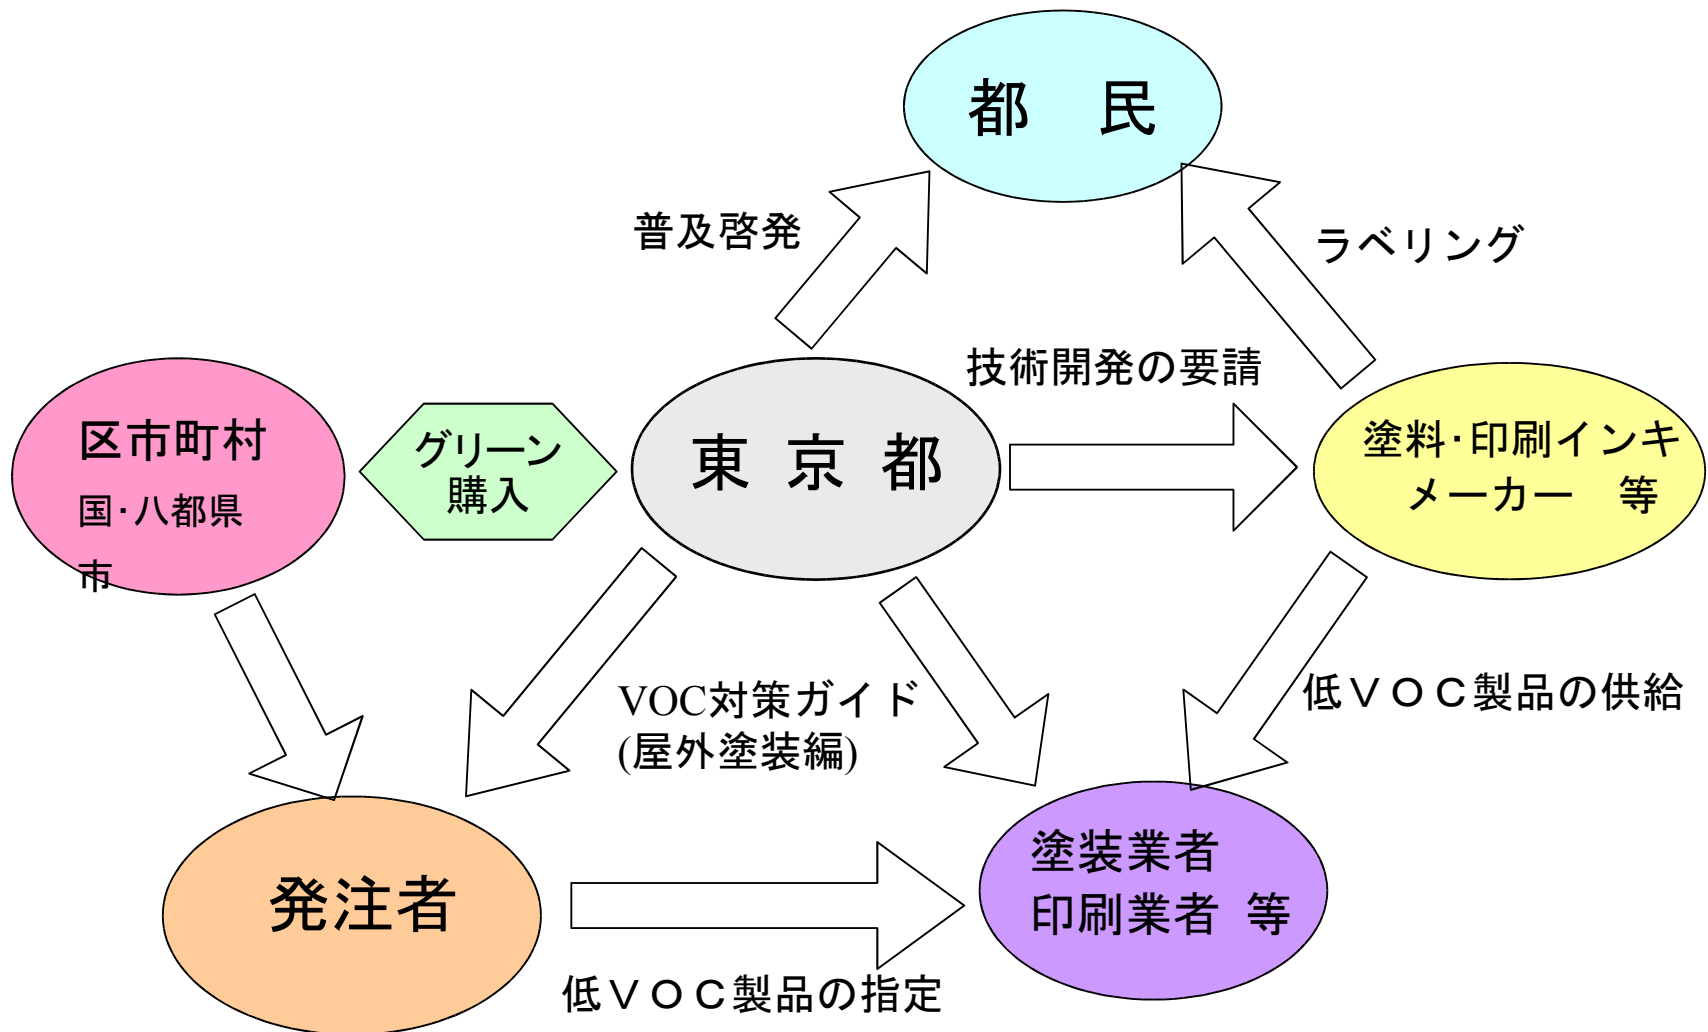 都　民
普及啓発
ラベリング
技術開発の要請
区市町村
国・八都県
市
グリーン
購入
東 京 都
塗料・印刷インキ
メーカー　等
VOC対策ガイド
(屋外塗装編)
低ＶＯＣ製品の供給
発注者
塗装業者
印刷業者 等
低ＶＯＣ製品の指定